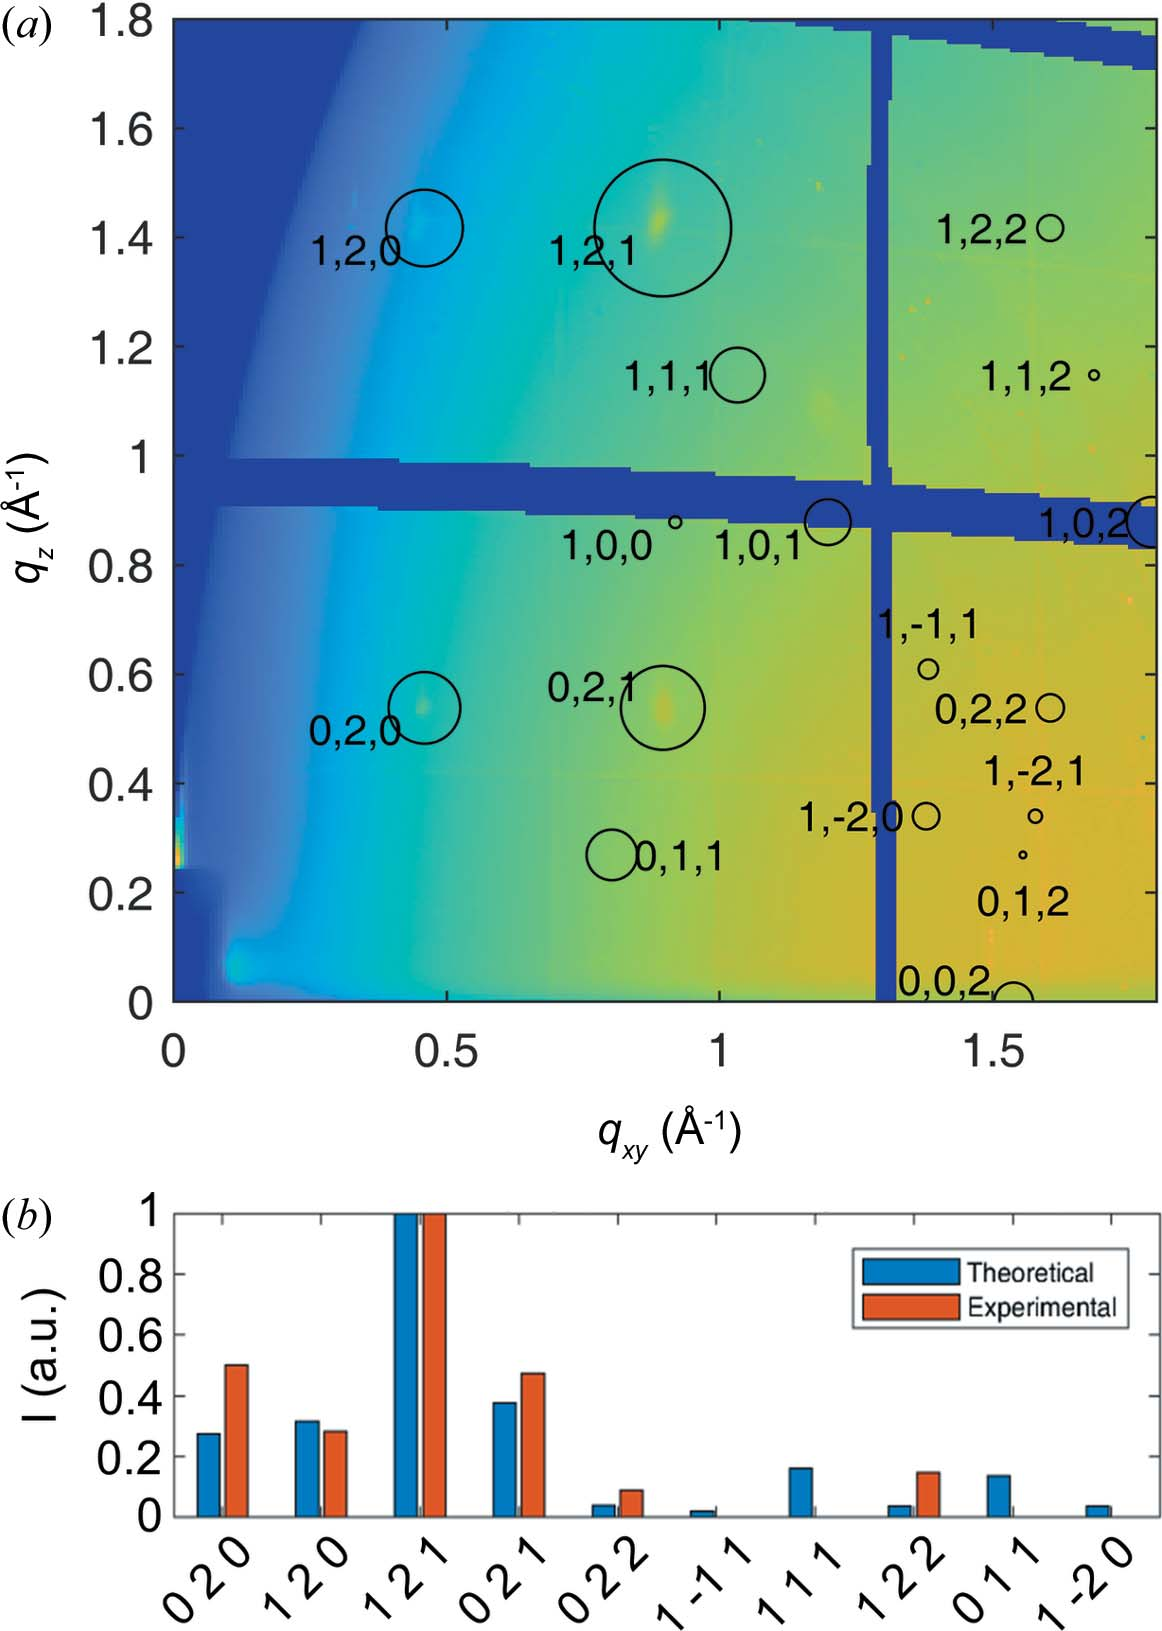 (a)
1.8
1.6
1.4
1.2
1
0.8
0.6
0.4
0.2
0
q_z (Å-1)
1,2,0
1,2,1
1,2,2
1,1,1
1,1,2
1,0,0
1,0,1
1,0,2
1,-1,1
0,2,0
0,2,1
0,2,2
1,-2,1
1,-2,0
0,1,1
0,1,2
0,0,2
0
0.5
1
1.5
q_xy (Å-1)
(b)
1
0.8
0.6
0.4
0.2
0
I (a.u.)
Theoretical
Experimental
0 2 0
1 2 0
1 2 1
0 2 1
0 2 2
1 -1 1
1 1 1
1 2 2
0 1 1
1 -2 0